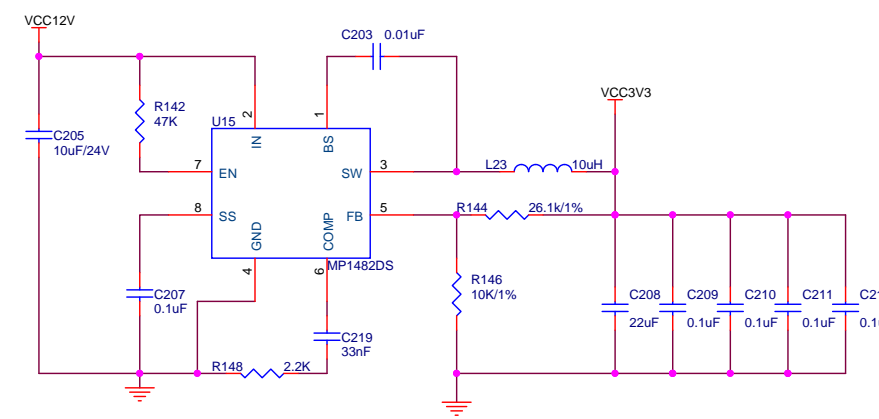 VCC12V
C203 0.01uF
VCC3V3
R142
47K
C205
10uF/24V
U15
2
1
IN
BS
7
EN
SW
3
L23 10uH
8
SS
FB
5
R144 26.1k/1%
GND
COMP
4
6
MP1482DS
R146
10K/1%
C207
0.1uF
C208
22uF
C209
0.1uF
C210
0.1uF
C211
0.1uF
C219
33nF
R148 2.2K